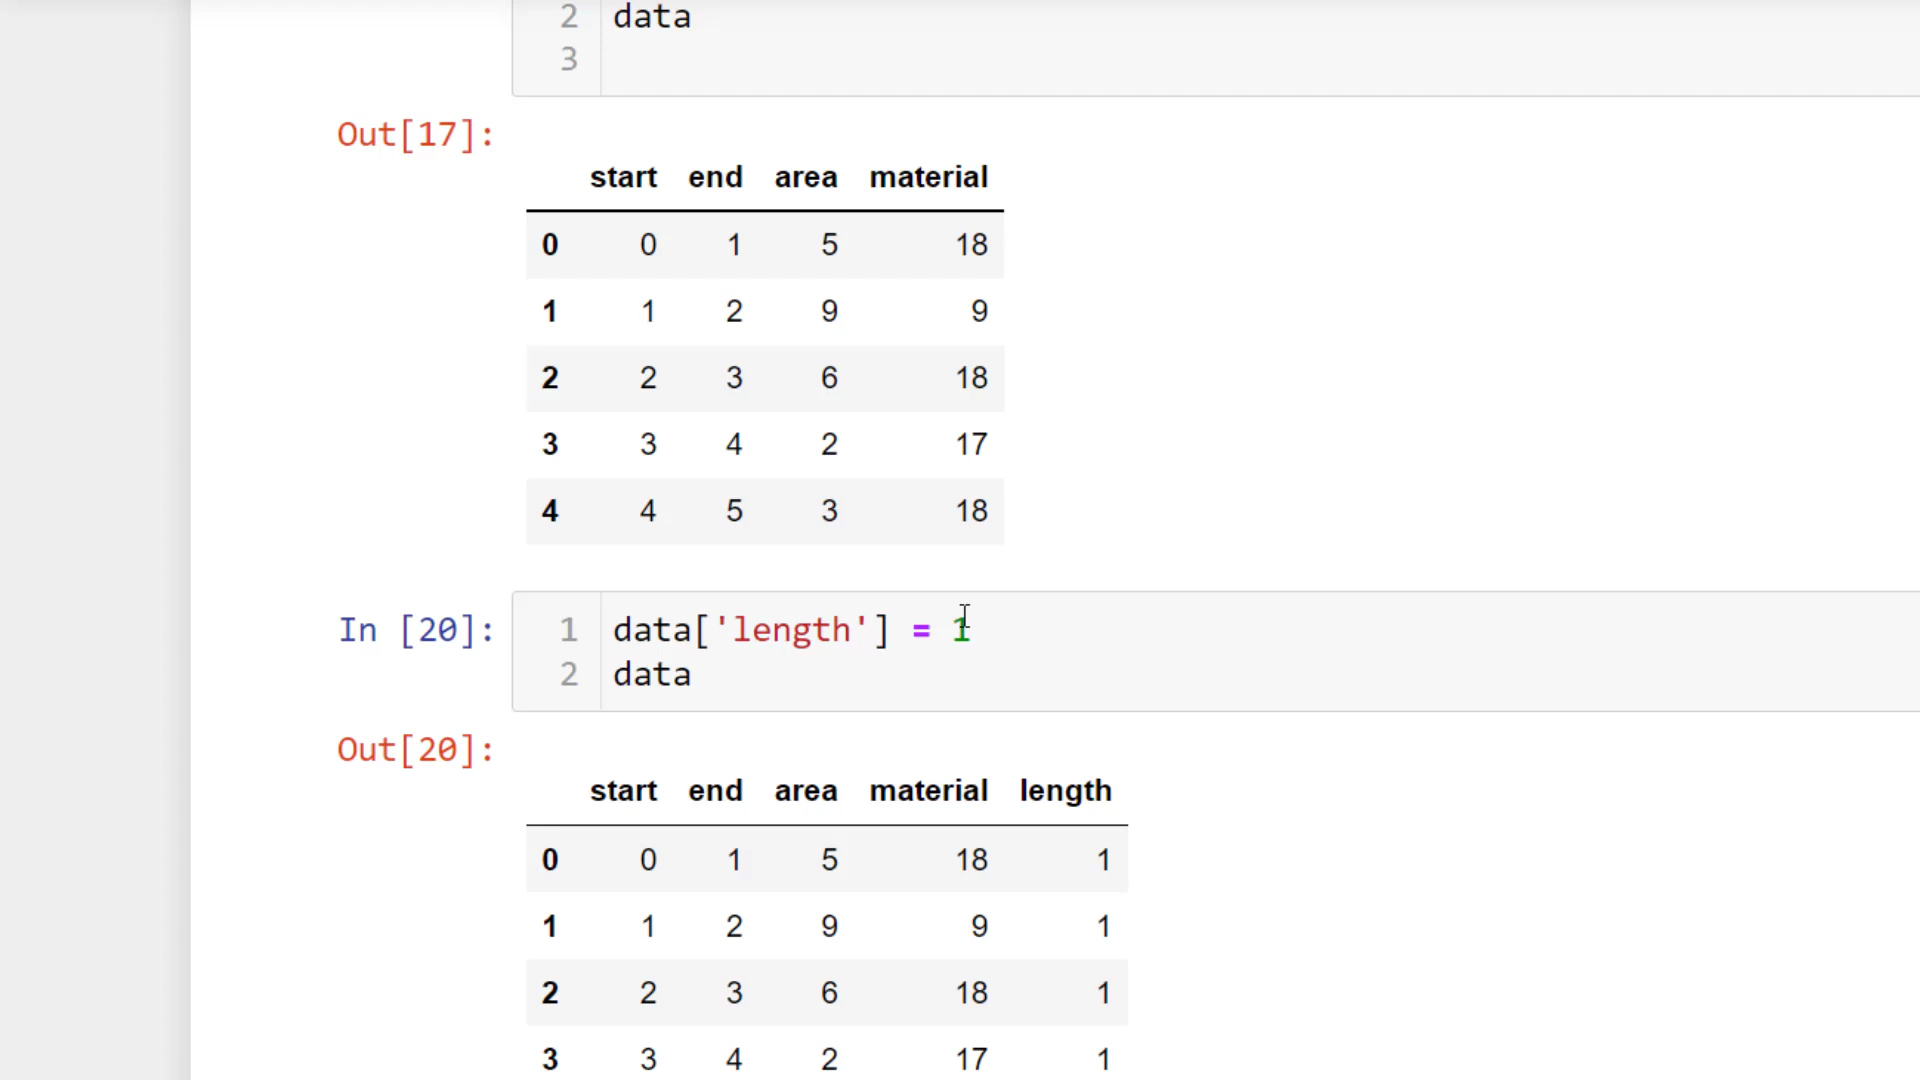 2 data
3
Out[17]:
start end area material
0 0 1 5 18
1 1 2 9 9
2 2 3 6 18
3 3 4 2 17
4 4 5 3 18
In [20]: 1 data['length'] = 1
2 data
Out[20]:
start end area material length
0 0 1 5 18 1
1 1 2 9 9 1
2 2 3 6 18 1
3 3 4 2 17 1